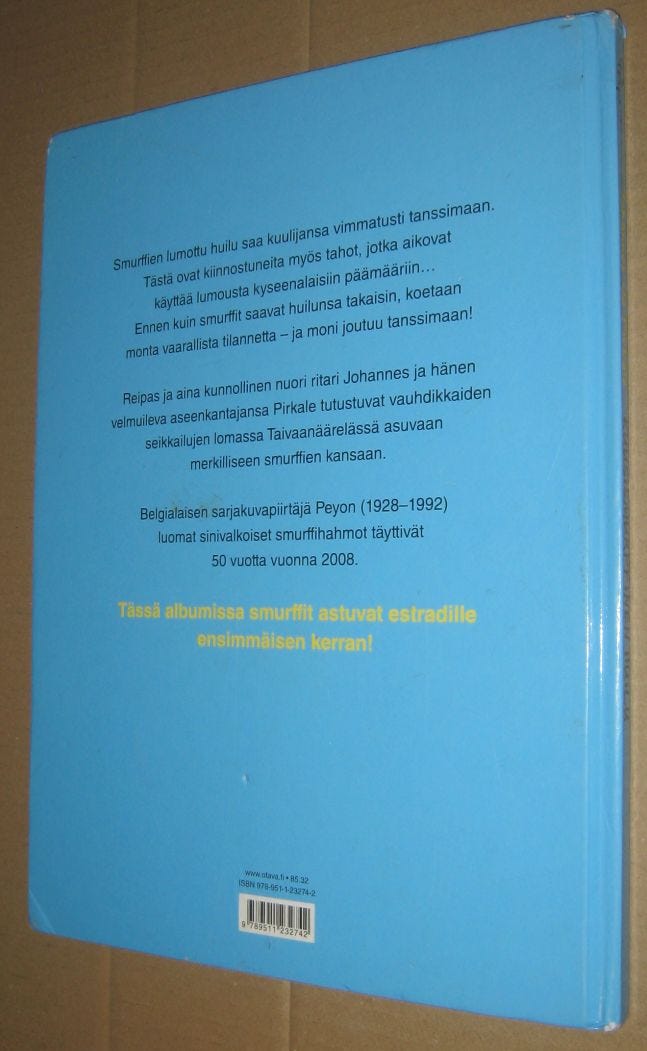 Smurffien lumottu huilu saa kuulijansa vimmatusti tanssimaan.
Tästä ovat kiinnostuneita myös tahot, jotka aikovat
käyttää lumousta kyseenalaisiin päämääriin...
Ennen kuin smurffit saavat huilunsa takaisin, koetaan
monta vaarallista tilannetta – ja moni joutuu tanssimaan!
Reipas ja aina kunnollinen nuori ritari Johannes ja hänen
velmuileva aseenkantajansa Pirkale tutustuvat vauhdikkaiden
seikkailujen lomassa Taivaanäärelässä asuvaan
merkilliseen smurffien kansaan.
Belgialaisen sarjakuvapiirtäjä Peyon (1928–1992)
luomat sinivalkoiset smurffihahmot täyttivät
50 vuotta vuonna 2008.
Tässä albumissa smurffit astuvat estradille
ensimmäisen kerran!
www.otava.fi • 85.32
ISBN 978-951-1-23274-2
9 789511 232742